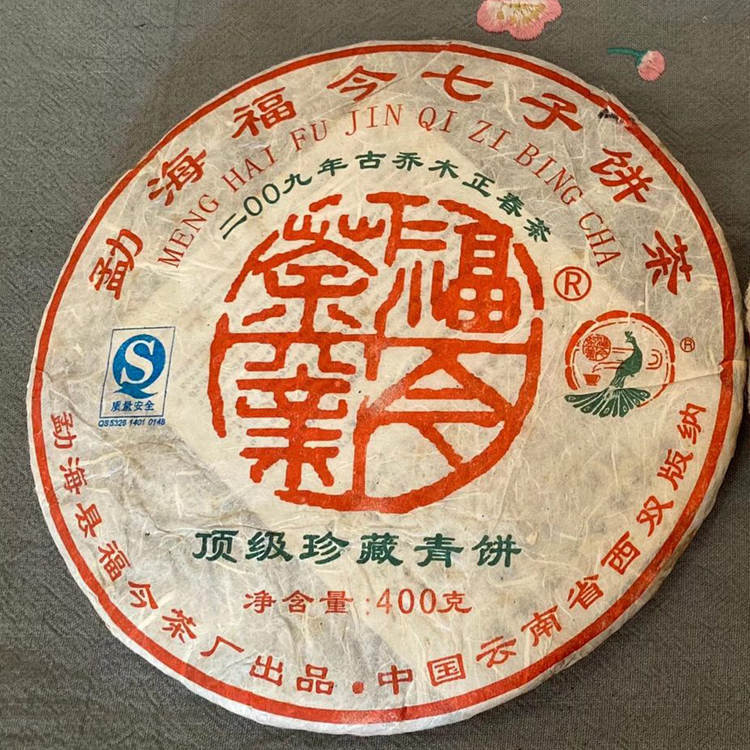 勐海福今七子饼茶
MENG HAI FU JIN QI ZI BING CHA
二00九年古乔木正春茶
福今茶业
®
®
质量安全
QS5326 1401 0148
顶级珍藏青饼
净含量:400克
勐海县福今茶厂出品·中国云南省西双版纳